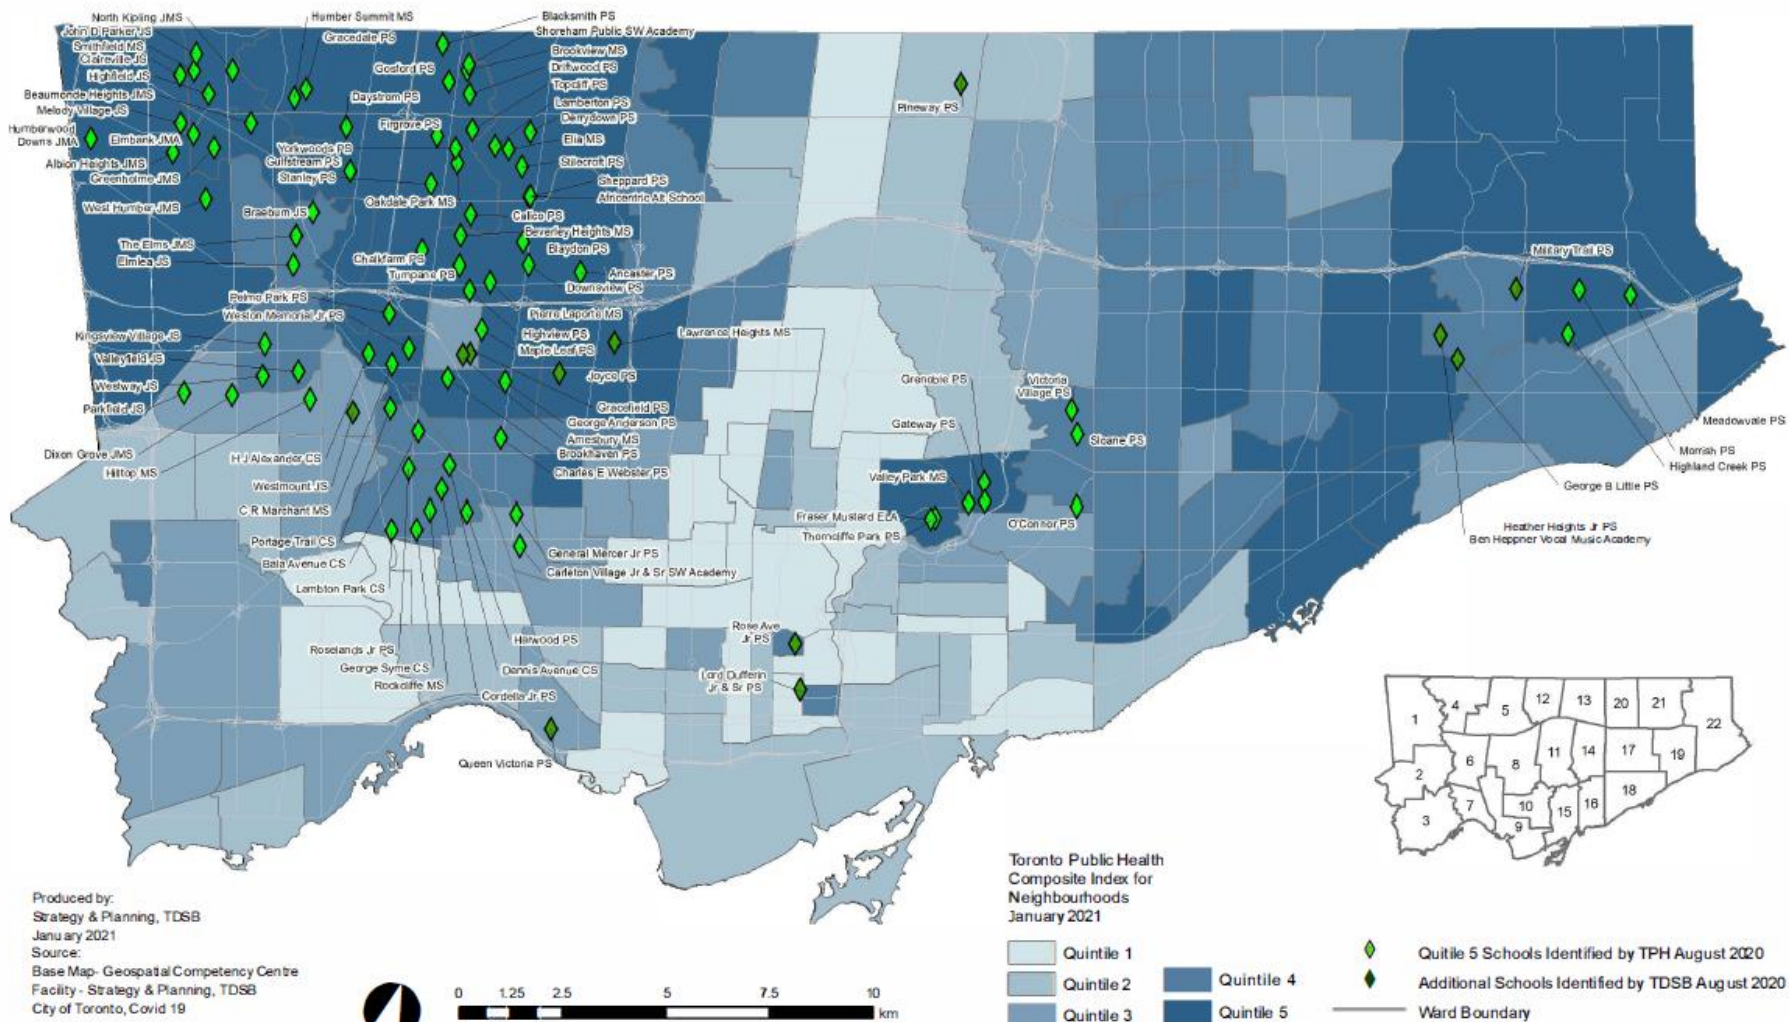 North Kipling JMS
John D Parker JS
Smithfield MS
Claireville JS
Highfield JS
Beaumonde Heights JMS
Melody Village JS
Humberwood
Downs JMA
Elmbank JMA
Albion Heights JMS
Greenholme JMS
West Humber JMS
The Elms JMS
Elmlea JS
Humber Summit MS
Gracedale PS
Gosford PS
Daystrom PS
Firgrove PS
Yorkwoods PS
Gulfstream PS
Stanley PS
Oakdale Park MS
Braeburn JS
Chalkfarm PS
Tumpane PS
Pelmo Park PS
Weston Memorial Jr PS
Kingsview Village JS
Valleyfield JS
Westway JS
Parkfield JS
Dixon Grove JMS
Hilltop MS
Blacksmith PS
Shoreham Public SW Academy
Brookview MS
Driftwood PS
Topcliff PS
Lamberton PS
Derrydown PS
Elia MS
Stilecroft PS
Sheppard PS
Africentric Alt School
Calico PS
Beverley Heights MS
Blaydon PS
Ancaster PS
Downsview PS
Pierre Laporte MS
Highview PS
Maple Leaf PS
Lawrence Heights MS
Joyce PS
Gracefield PS
George Anderson PS
Amesbury MS
Brookhaven PS
Charles E Webster PS
H J Alexander CS
Westmount JS
C R Marchant MS
Portage Trail CS
Bala Avenue CS
Lambton Park CS
Roselands Jr PS
George Syme CS
Rockcliffe MS
General Mercer Jr PS
Carleton Village Jr & Sr SW Academy
Harwood PS
Dennis Avenue CS
Cordella Jr PS
Queen Victoria PS
Pineway PS
Grenoble PS
Gateway PS
Valley Park MS
Fraser Mustard ELA
Thorncliffe Park PS
Victoria
Village PS
Sloane PS
O'Connor PS
Rose Ave
Jr PS
Lord Dufferin
Jr & Sr PS
Military Trail PS
Meadowvale PS
Morrish PS
Highland Creek PS
George B Little PS
Heather Heights Jr PS
Ben Heppner Vocal Music Academy
1
4
5
12
13
20
21
22
2
6
8
11
14
17
19
3
7
10
9
15
16
18
Produced by:
Strategy & Planning, TDSB
January 2021
Source:
Base Map- Geospatial Competency Centre
Facility - Strategy & Planning, TDSB
City of Toronto, Covid 19
0 1.25 2.5 5 7.5 10
km
Toronto Public Health
Composite Index for
Neighbourhoods
January 2021
Quintile 1
Quintile 2
Quintile 3
Quintile 4
Quintile 5
Quitile 5 Schools Identified by TPH August 2020
Additional Schools Identified by TDSB August 2020
Ward Boundary